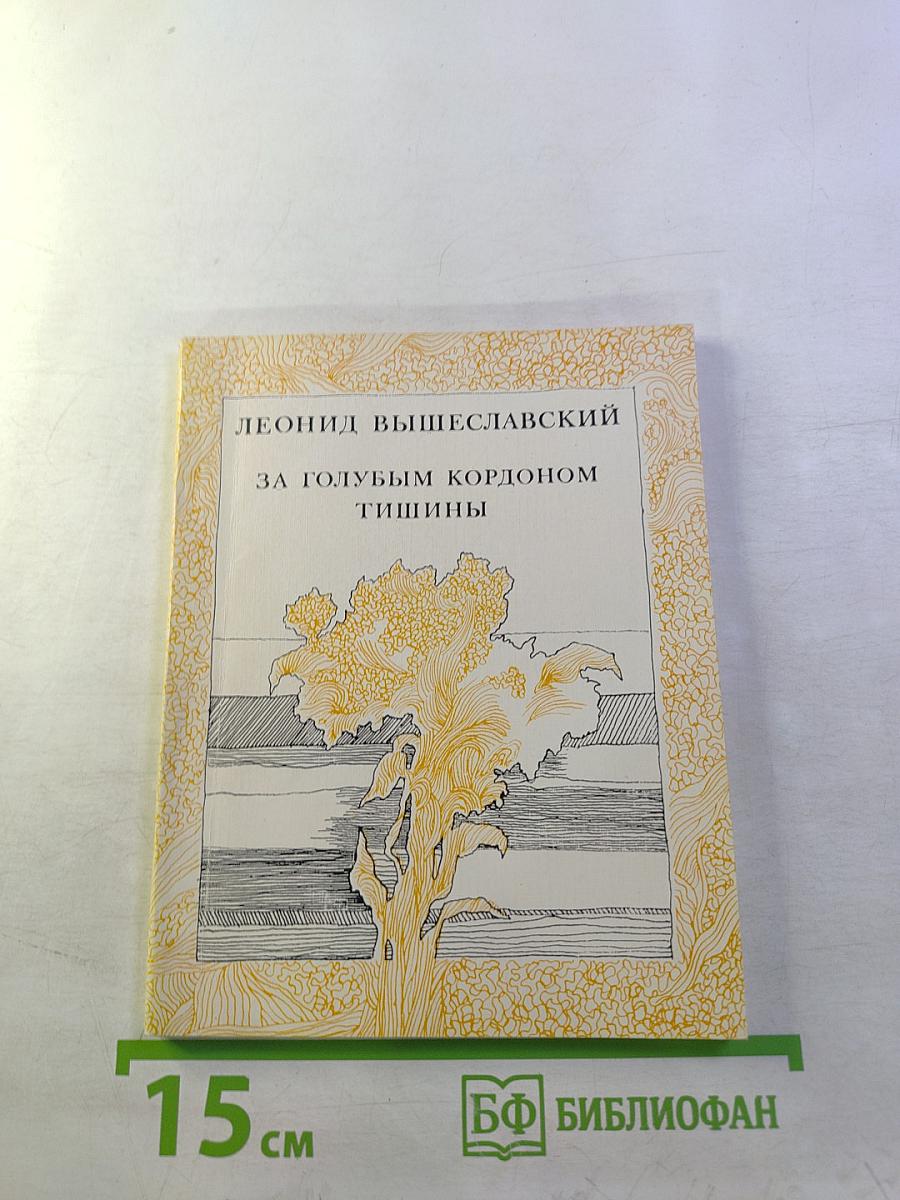 ЛЕОНИД ВЫШЕСЛАВСКИЙ
ЗА ГОЛУБЫМ КОРДОНОМ
ТИШИНЫ
15 см
БФ БИБЛИОФАН